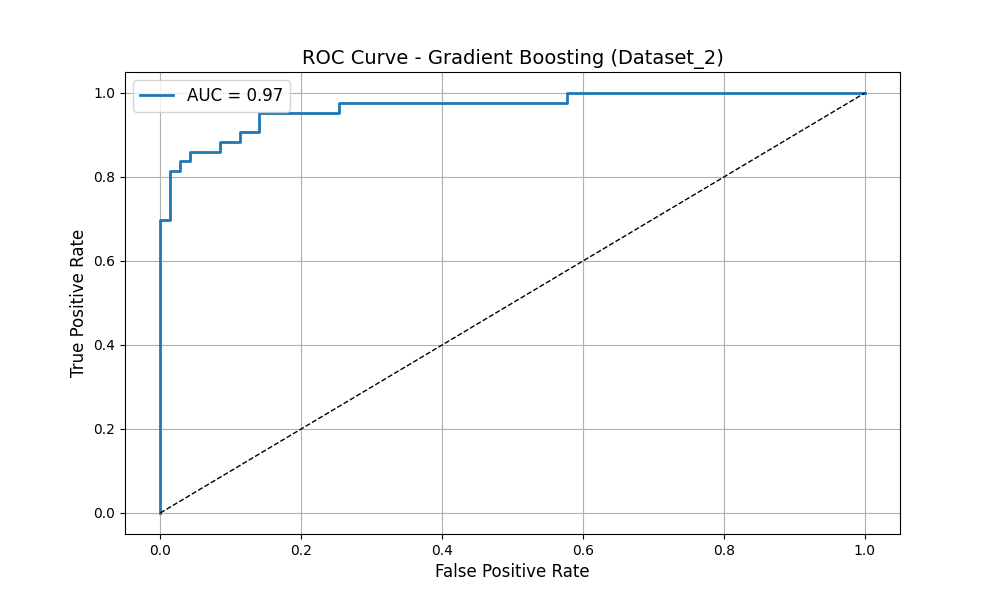 ROC Curve - Gradient Boosting (Dataset_2)
AUC = 0.97
1.0
0.8
0.6
0.4
0.2
0.0
True Positive Rate
0.0 0.2 0.4 0.6 0.8 1.0
False Positive Rate